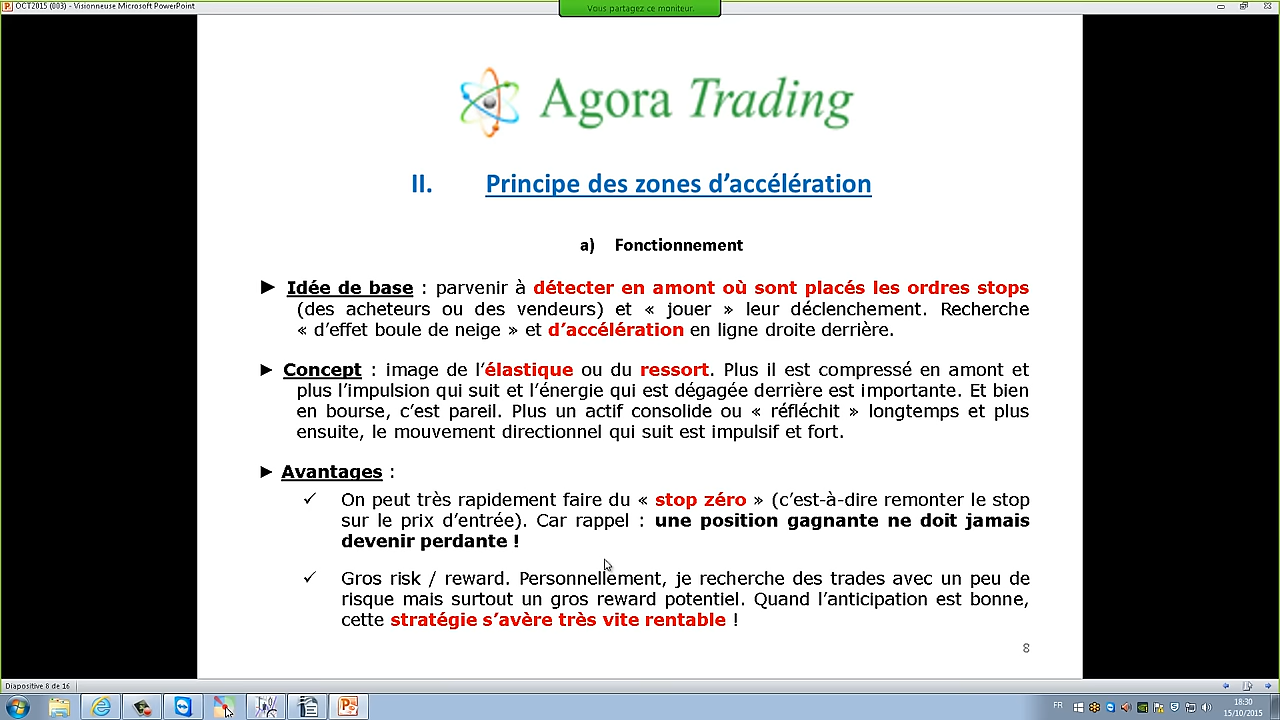 OCT2015 (003) - Visionneuse Microsoft PowerPoint
Vous partagez ce moniteur.
Agora Trading
II. Principe des zones d’accélération
a) Fonctionnement
► Idée de base : parvenir à détecter en amont où sont placés les ordres stops
(des acheteurs ou des vendeurs) et « jouer » leur déclenchement. Recherche
« d’effet boule de neige » et d’accélération en ligne droite derrière.
► Concept : image de l’élastique ou du ressort. Plus il est compressé en amont et
plus l’impulsion qui suit et l’énergie qui est dégagée derrière est importante. Et bien
en bourse, c’est pareil. Plus un actif consolide ou « réfléchit » longtemps et plus
ensuite, le mouvement directionnel qui suit est impulsif et fort.
► Avantages :
✓ On peut très rapidement faire du « stop zéro » (c’est-à-dire remonter le stop
sur le prix d’entrée). Car rappel : une position gagnante ne doit jamais
devenir perdante !
✓ Gros risk / reward. Personnellement, je recherche des trades avec un peu de
risque mais surtout un gros reward potentiel. Quand l’anticipation est bonne,
cette stratégie s’avère très vite rentable !
8
Diapositive 8 de 16
FR
18:30
15/10/2015